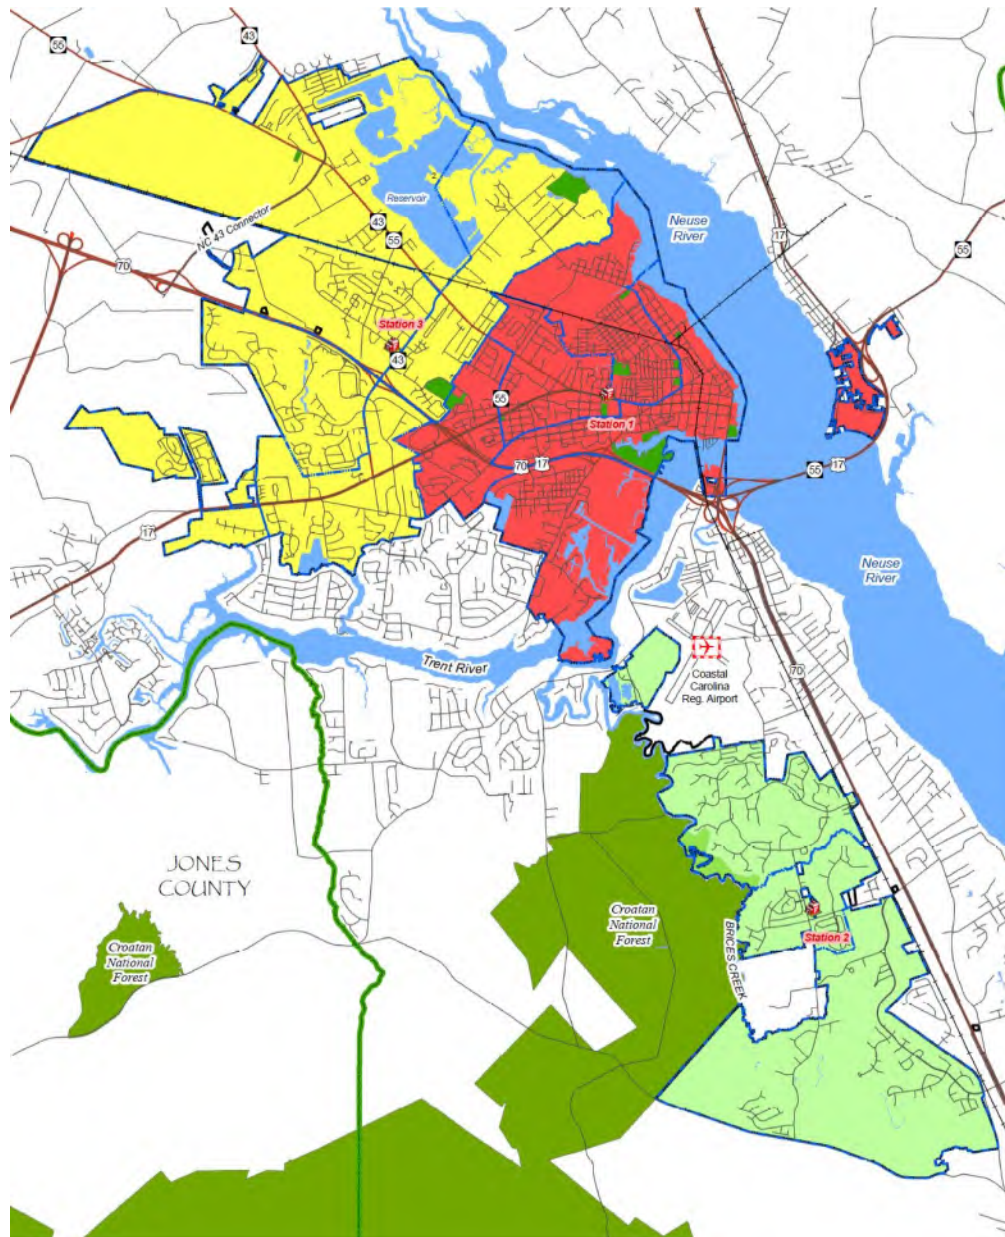 55
43
Reservoir
Neuse
River
17
55
43
55
NC 43 Connector
70
Station 3
43
55
Station 1
70
17
55
17
17
Neuse
River
Trent River
Coastal
Carolina
Reg. Airport
70
JONES
COUNTY
Croatan
National
Forest
Croatan
National
Forest
BRICES CREEK
Station 2